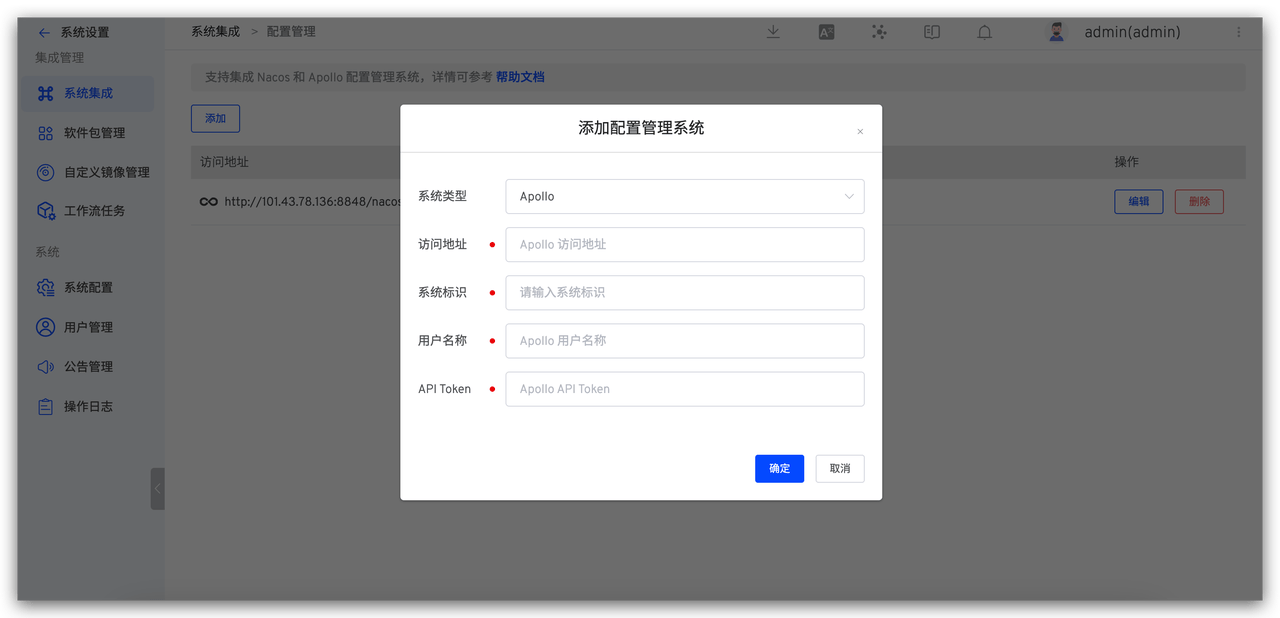 系统设置
系统集成 > 配置管理
admin(admin)
集成管理
系统集成
软件包管理
自定义镜像管理
工作流任务
系统
系统配置
用户管理
公告管理
操作日志
支持集成 Nacos 和 Apollo 配置管理系统，详情可参考 帮助文档
添加
访问地址
操作
http://101.43.78.136:8848/nacos
编辑
删除
添加配置管理系统
×
系统类型
Apollo
访问地址
Apollo 访问地址
系统标识
请输入系统标识
用户名称
Apollo 用户名称
API Token
Apollo API Token
确定
取消